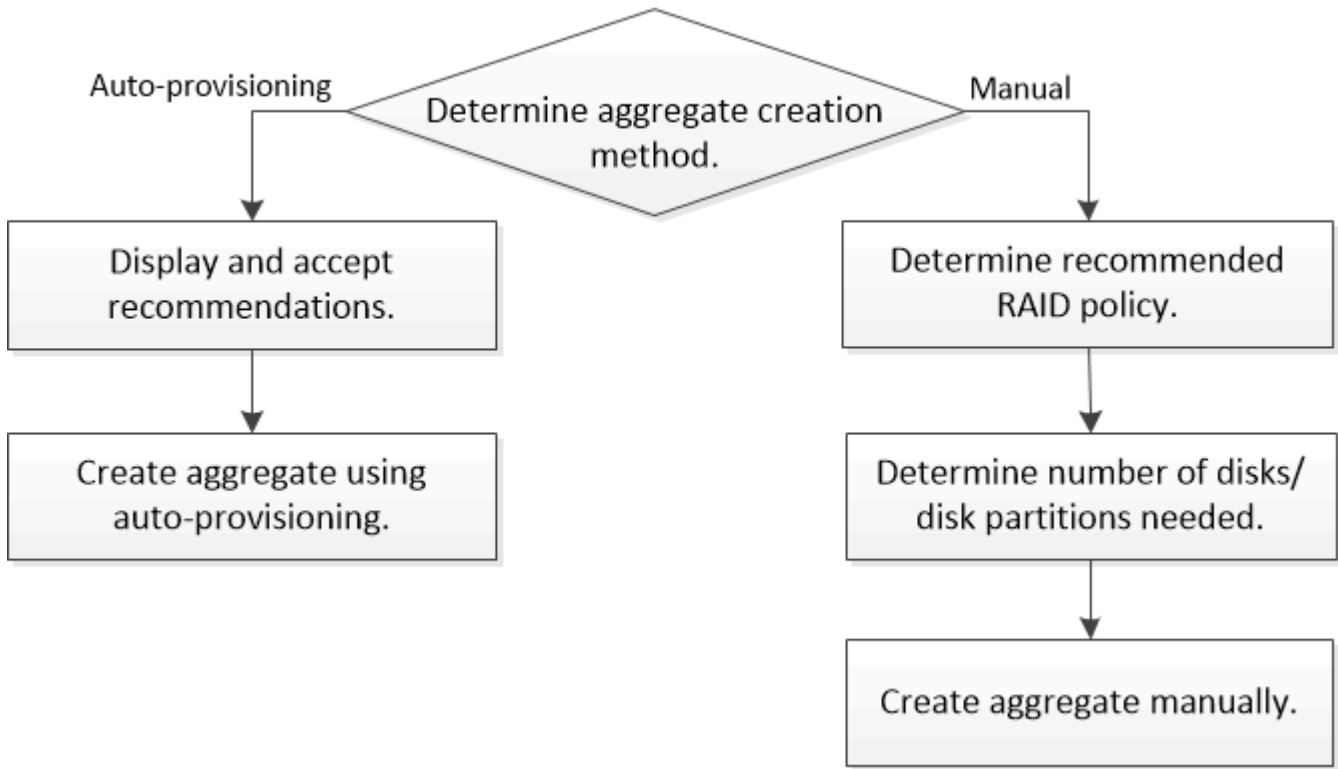 Auto-provisioning
Manual
Determine aggregate creation
method.
Display and accept
recommendations.
Determine recommended
RAID policy.
Create aggregate using
auto-provisioning.
Determine number of disks/
disk partitions needed.
Create aggregate manually.